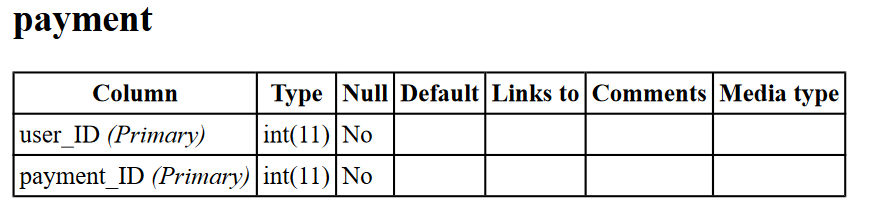 payment
Column Type Null Default Links to Comments Media type
user_ID (Primary) int(11) No
payment_ID (Primary) int(11) No